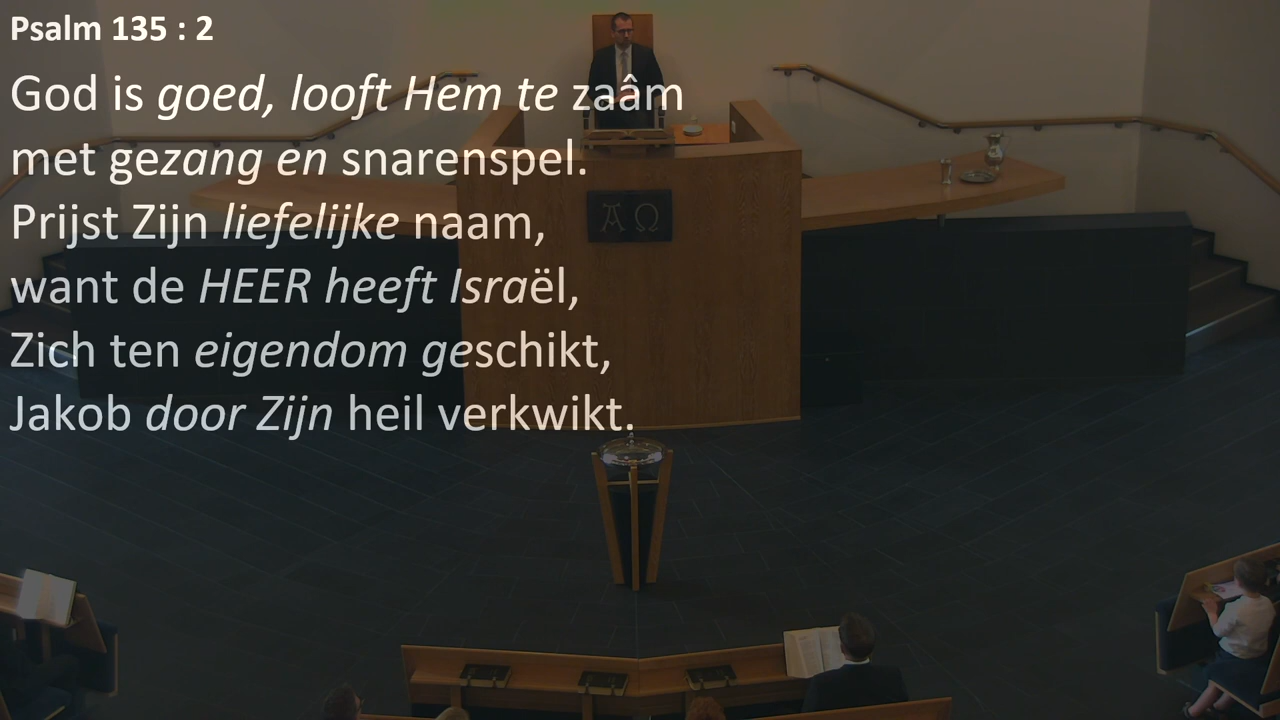 Psalm 135 : 2
God is goed, looft Hem te zaâm
met gezang en snarenspel.
Prijst Zijn liefelijke naam,
want de HEER heeft Israël,
Zich ten eigendom geschikt,
Jakob door Zijn heil verkwikt.
Α Ω